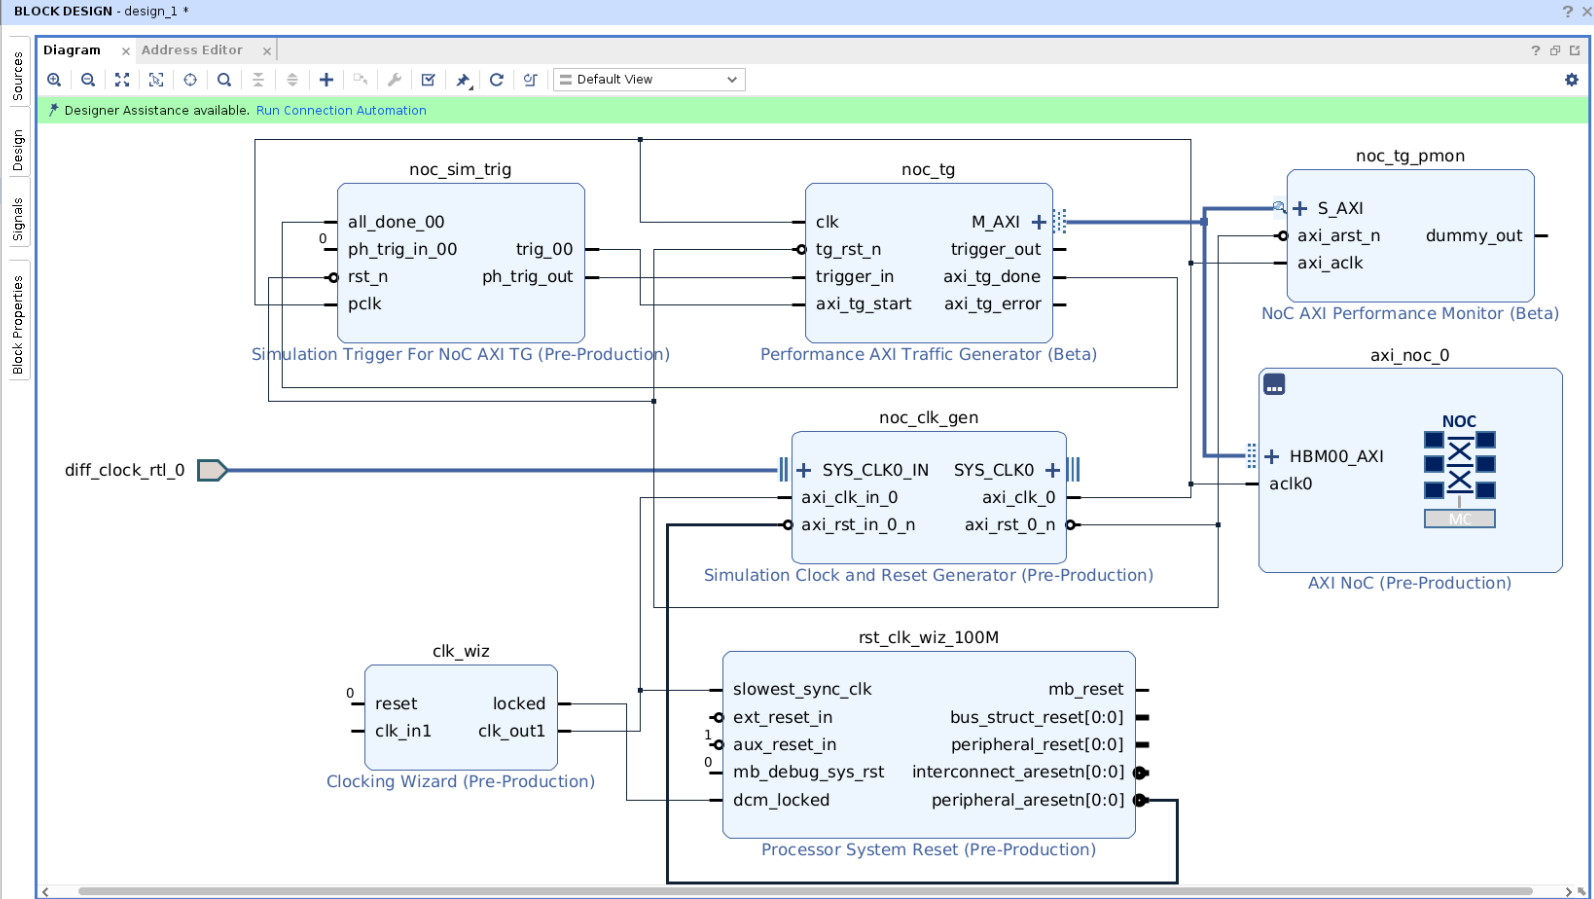 BLOCK DESIGN - design_1 *
Sources
Design
Signals
Block Properties
Diagram
Address Editor
Default View
Designer Assistance available. Run Connection Automation
noc_sim_trig
all_done_00
0
ph_trig_in_00
trig_00
rst_n
ph_trig_out
pclk
Simulation Trigger For NoC AXI TG (Pre-Production)
noc_tg
clk
M_AXI
tg_rst_n
trigger_out
trigger_in
axi_tg_done
axi_tg_start
axi_tg_error
Performance AXI Traffic Generator (Beta)
noc_tg_pmon
S_AXI
axi_arst_n
dummy_out
axi_aclk
NoC AXI Performance Monitor (Beta)
axi_noc_0
NOC
HBM00_AXI
aclk0
MC
AXI NoC (Pre-Production)
diff_clock_rtl_0
noc_clk_gen
SYS_CLK0_IN
SYS_CLK0
axi_clk_in_0
axi_clk_0
axi_rst_in_0_n
axi_rst_0_n
Simulation Clock and Reset Generator (Pre-Production)
clk_wiz
0
reset
locked
clk_in1
clk_out1
Clocking Wizard (Pre-Production)
rst_clk_wiz_100M
slowest_sync_clk
mb_reset
ext_reset_in
bus_struct_reset[0:0]
1
aux_reset_in
peripheral_reset[0:0]
0
mb_debug_sys_rst
interconnect_aresetn[0:0]
dcm_locked
peripheral_aresetn[0:0]
Processor System Reset (Pre-Production)